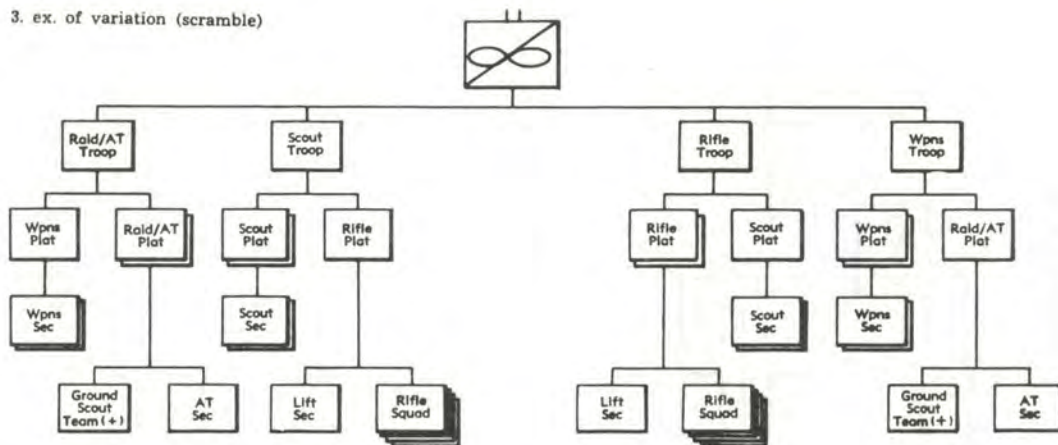 3. ex. of variation (scramble)
Raid/AT
Troop
Scout
Troop
Rifle
Troop
Wpns
Troop
Wpns
Plat
Raid/AT
Plat
Scout
Plat
Rifle
Plat
Rifle
Plat
Scout
Plat
Wpns
Plat
Raid/AT
Plat
Wpns
Sec
Scout
Sec
Scout
Sec
Wpns
Sec
Ground
Scout
Team(+)
AT
Sec
Lift
Sec
Rifle
Squad
Lift
Sec
Rifle
Squad
Ground
Scout
Team(+)
AT
Sec